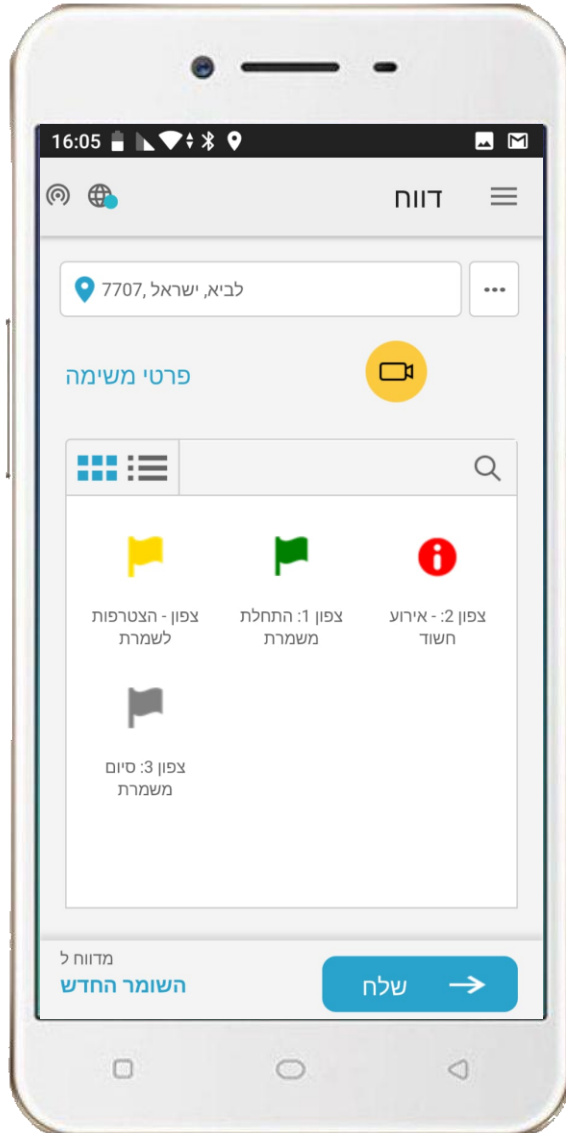 16:05
דווח
לביא, ישראל, 7707
פרטי משימה
צפון 2: - אירוע
חשוד
צפון 1: התחלת
משמרת
צפון - הצטרפות
לשמרת
צפון 3: סיום
משמרת
מדווח ל
השומר החדש
שלח